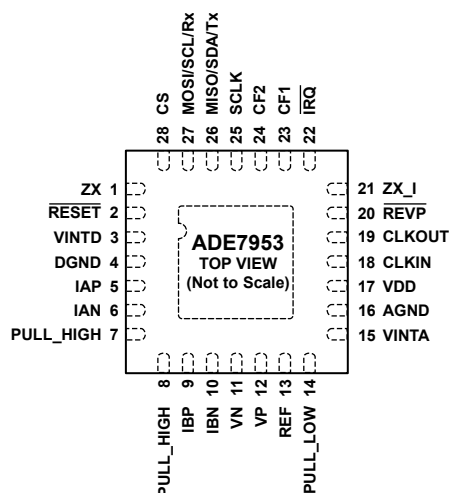 28 CS
27 MOSI/SCL/Rx
26 MISO/SDA/Tx
25 SCLK
24 CF2
23 CF1
22 I̅R̅Q̅
ZX 1
R̅E̅S̅E̅T̅ 2
VINTD 3
DGND 4
IAP 5
IAN 6
PULL_HIGH 7
ADE7953
TOP VIEW
(Not to Scale)
21 ZX_I
20 R̅E̅V̅P̅
19 CLKOUT
18 CLKIN
17 VDD
16 AGND
15 VINTA
PULL_HIGH 8
IBP 9
IBN 10
VN 11
VP 12
REF 13
PULL_LOW 14